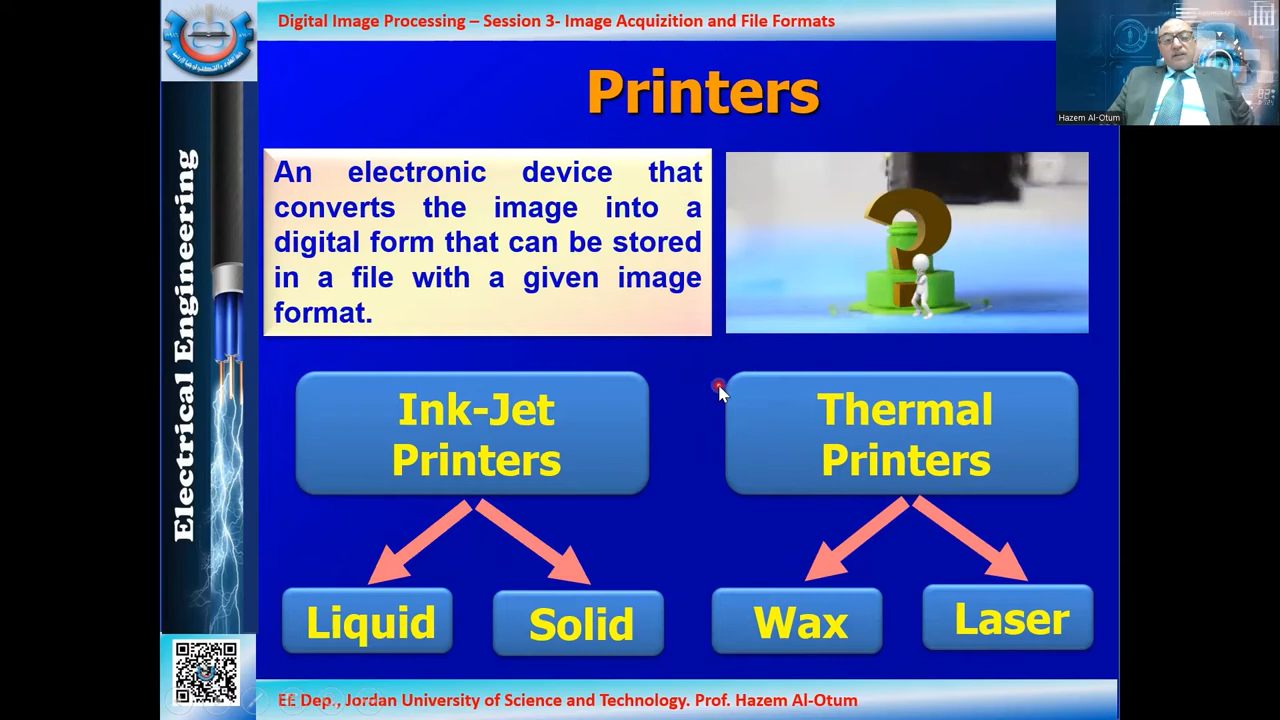 Digital Image Processing – Session 3- Image Acquizition and File Formats
Hazem Al-Otum
Printers
An electronic device that
converts the image into a
digital form that can be stored
in a file with a given image
format.
Electrical Engineering
?
Ink-Jet
Printers
Thermal
Printers
Liquid
Solid
Wax
Laser
EE Dep., Jordan University of Science and Technology. Prof. Hazem Al-Otum